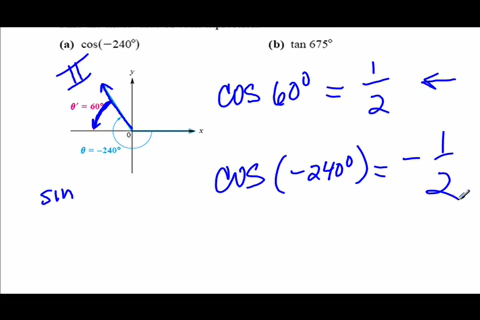 (a) cos(−240°)
(b) tan 675°
II
y
θ′ = 60°
0
x
θ = −240°
cos 60° = 1/2 ←
cos (−240°) = − 1/2
sin